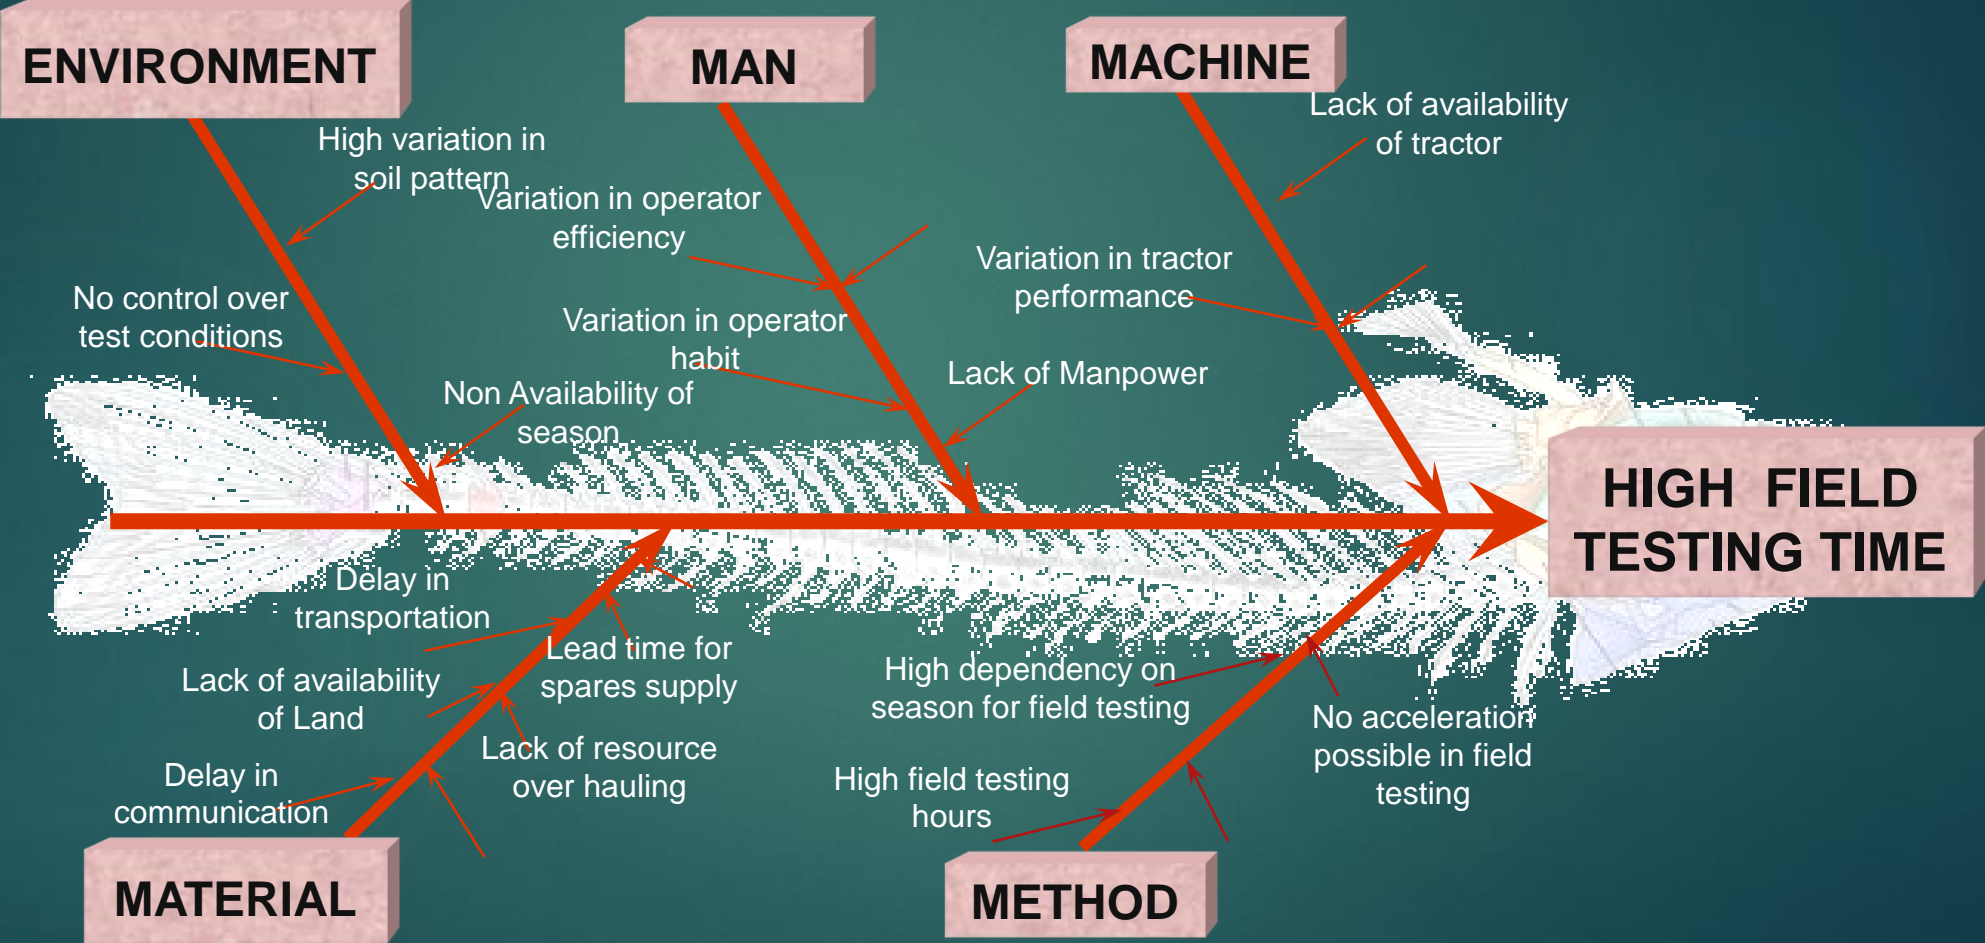 ENVIRONMENT
MAN
MACHINE
High variation in
soil pattern
Variation in operator
efficiency
Lack of availability
of tractor
No control over
test conditions
Variation in operator
habit
Variation in tractor
performance
Non Availability of
season
Lack of Manpower
HIGH FIELD
TESTING TIME
Delay in
transportation
Lead time for
spares supply
Lack of availability
of Land
Lack of resource
over hauling
Delay in
communication
High dependency on
season for field testing
No acceleration
possible in field
testing
High field testing
hours
MATERIAL
METHOD